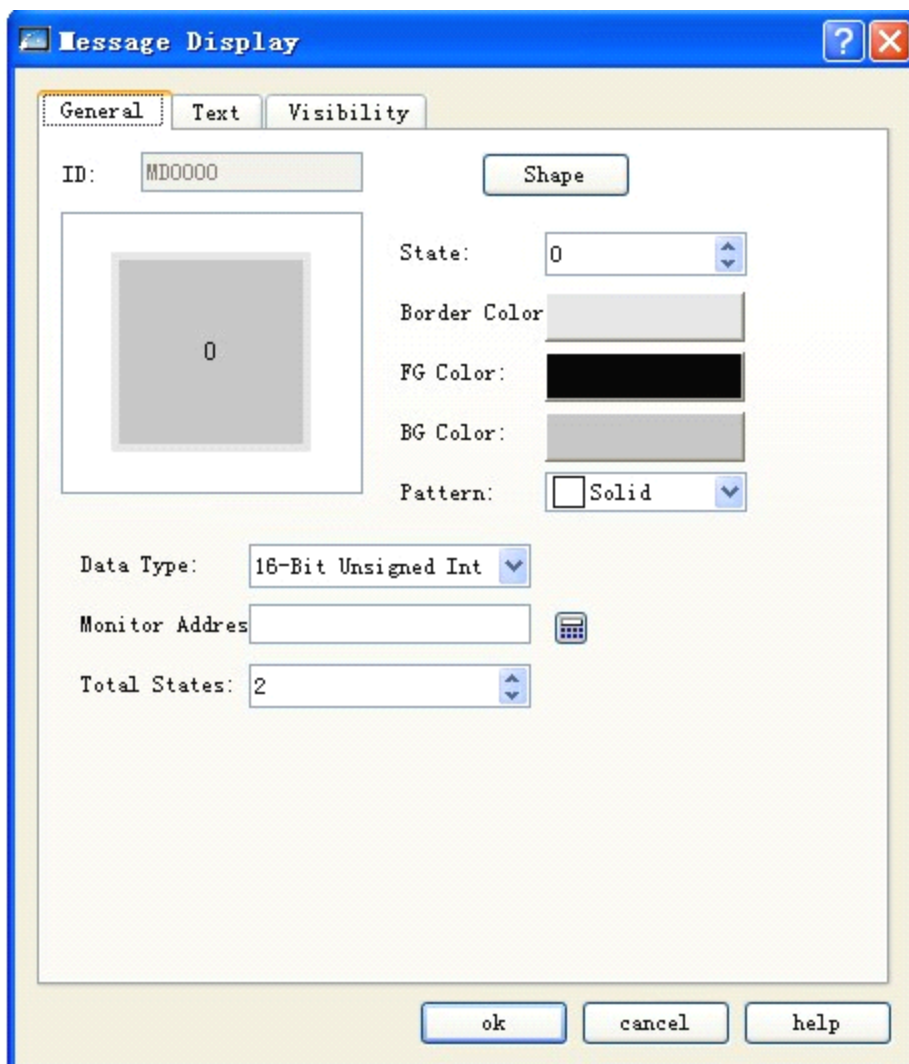 Message Display
General Text Visibility
ID: MD0000 Shape
State: 0
Border Color
0
FG Color:
BG Color:
Pattern: Solid
Data Type: 16-Bit Unsigned Int
Monitor Addres
Total States: 2
ok cancel help